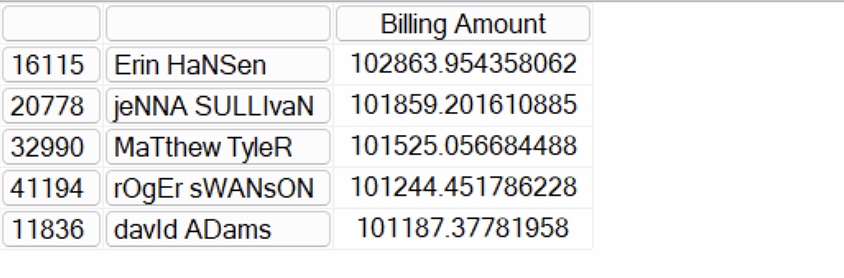 Billing Amount
16115 Erin HaNSen 102863.954358062
20778 jeNNA SULLIvaN 101859.201610885
32990 MaTthew TyleR 101525.056684488
41194 rOgEr sWANsON 101244.451786228
11836 davId ADams 101187.37781958